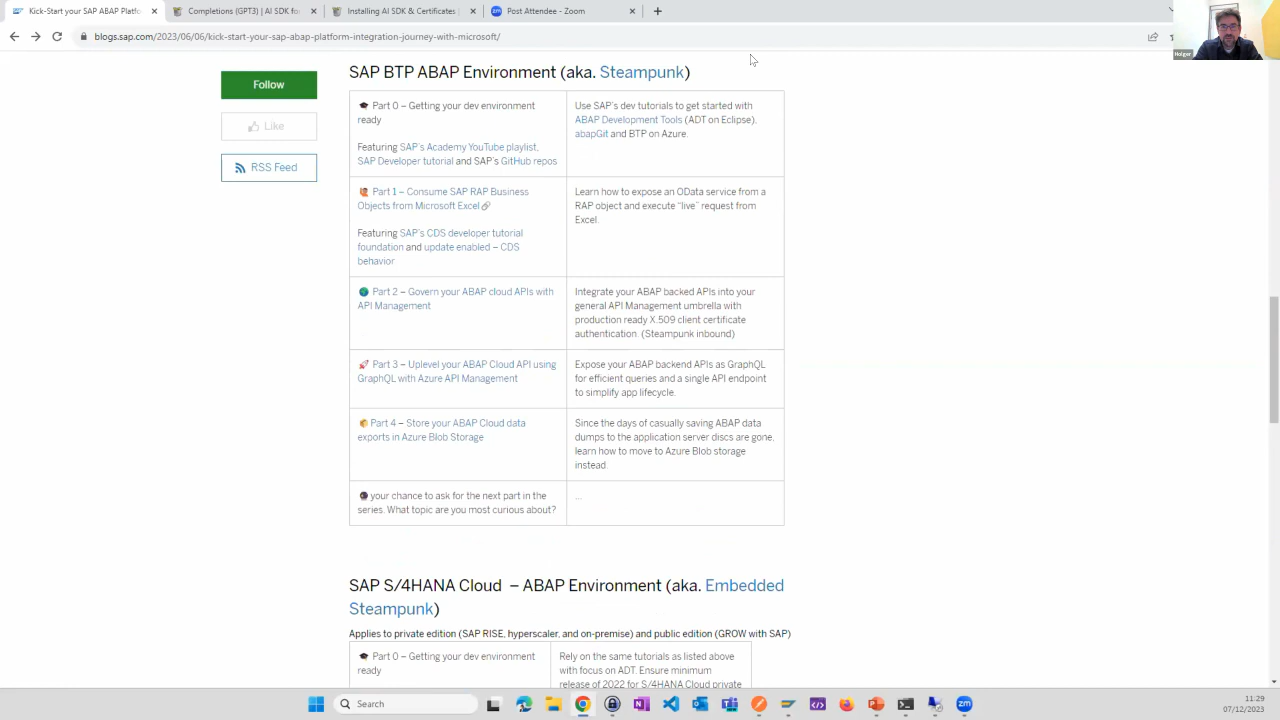 Kick-Start your SAP ABAP Platfo
Completions (GPT3) | AI SDK fo
Installing AI SDK & Certificates
Post Attendee - Zoom
blogs.sap.com/2023/06/06/kick-start-your-sap-abap-platform-integration-journey-with-microsoft/
Holger
Follow
Like
RSS Feed
SAP BTP ABAP Environment (aka. Steampunk)
Part 0 – Getting your dev environment
ready
Featuring SAP's Academy YouTube playlist,
SAP Developer tutorial and SAP's GitHub repos
Use SAP's dev tutorials to get started with
ABAP Development Tools (ADT on Eclipse),
abapGit and BTP on Azure.
Part 1 – Consume SAP RAP Business
Objects from Microsoft Excel
Featuring SAP's CDS developer tutorial
foundation and update enabled – CDS
behavior
Learn how to expose an OData service from a
RAP object and execute “live” request from
Excel.
Part 2 – Govern your ABAP cloud APIs with
API Management
Integrate your ABAP backed APIs into your
general API Management umbrella with
production ready X.509 client certificate
authentication. (Steampunk inbound)
Part 3 – Uplevel your ABAP Cloud API using
GraphQL with Azure API Management
Expose your ABAP backend APIs as GraphQL
for efficient queries and a single API endpoint
to simplify app lifecycle.
Part 4 – Store your ABAP Cloud data
exports in Azure Blob Storage
Since the days of casually saving ABAP data
dumps to the application server discs are gone,
learn how to move to Azure Blob storage
instead.
your chance to ask for the next part in the
series. What topic are you most curious about?
...
SAP S/4HANA Cloud – ABAP Environment (aka. Embedded
Steampunk)
Applies to private edition (SAP RISE, hyperscaler, and on-premise) and public edition (GROW with SAP)
Part 0 – Getting your dev environment
ready
Rely on the same tutorials as listed above
with focus on ADT. Ensure minimum
release of 2022 for S/4HANA Cloud private
Search
11:29
07/12/2023